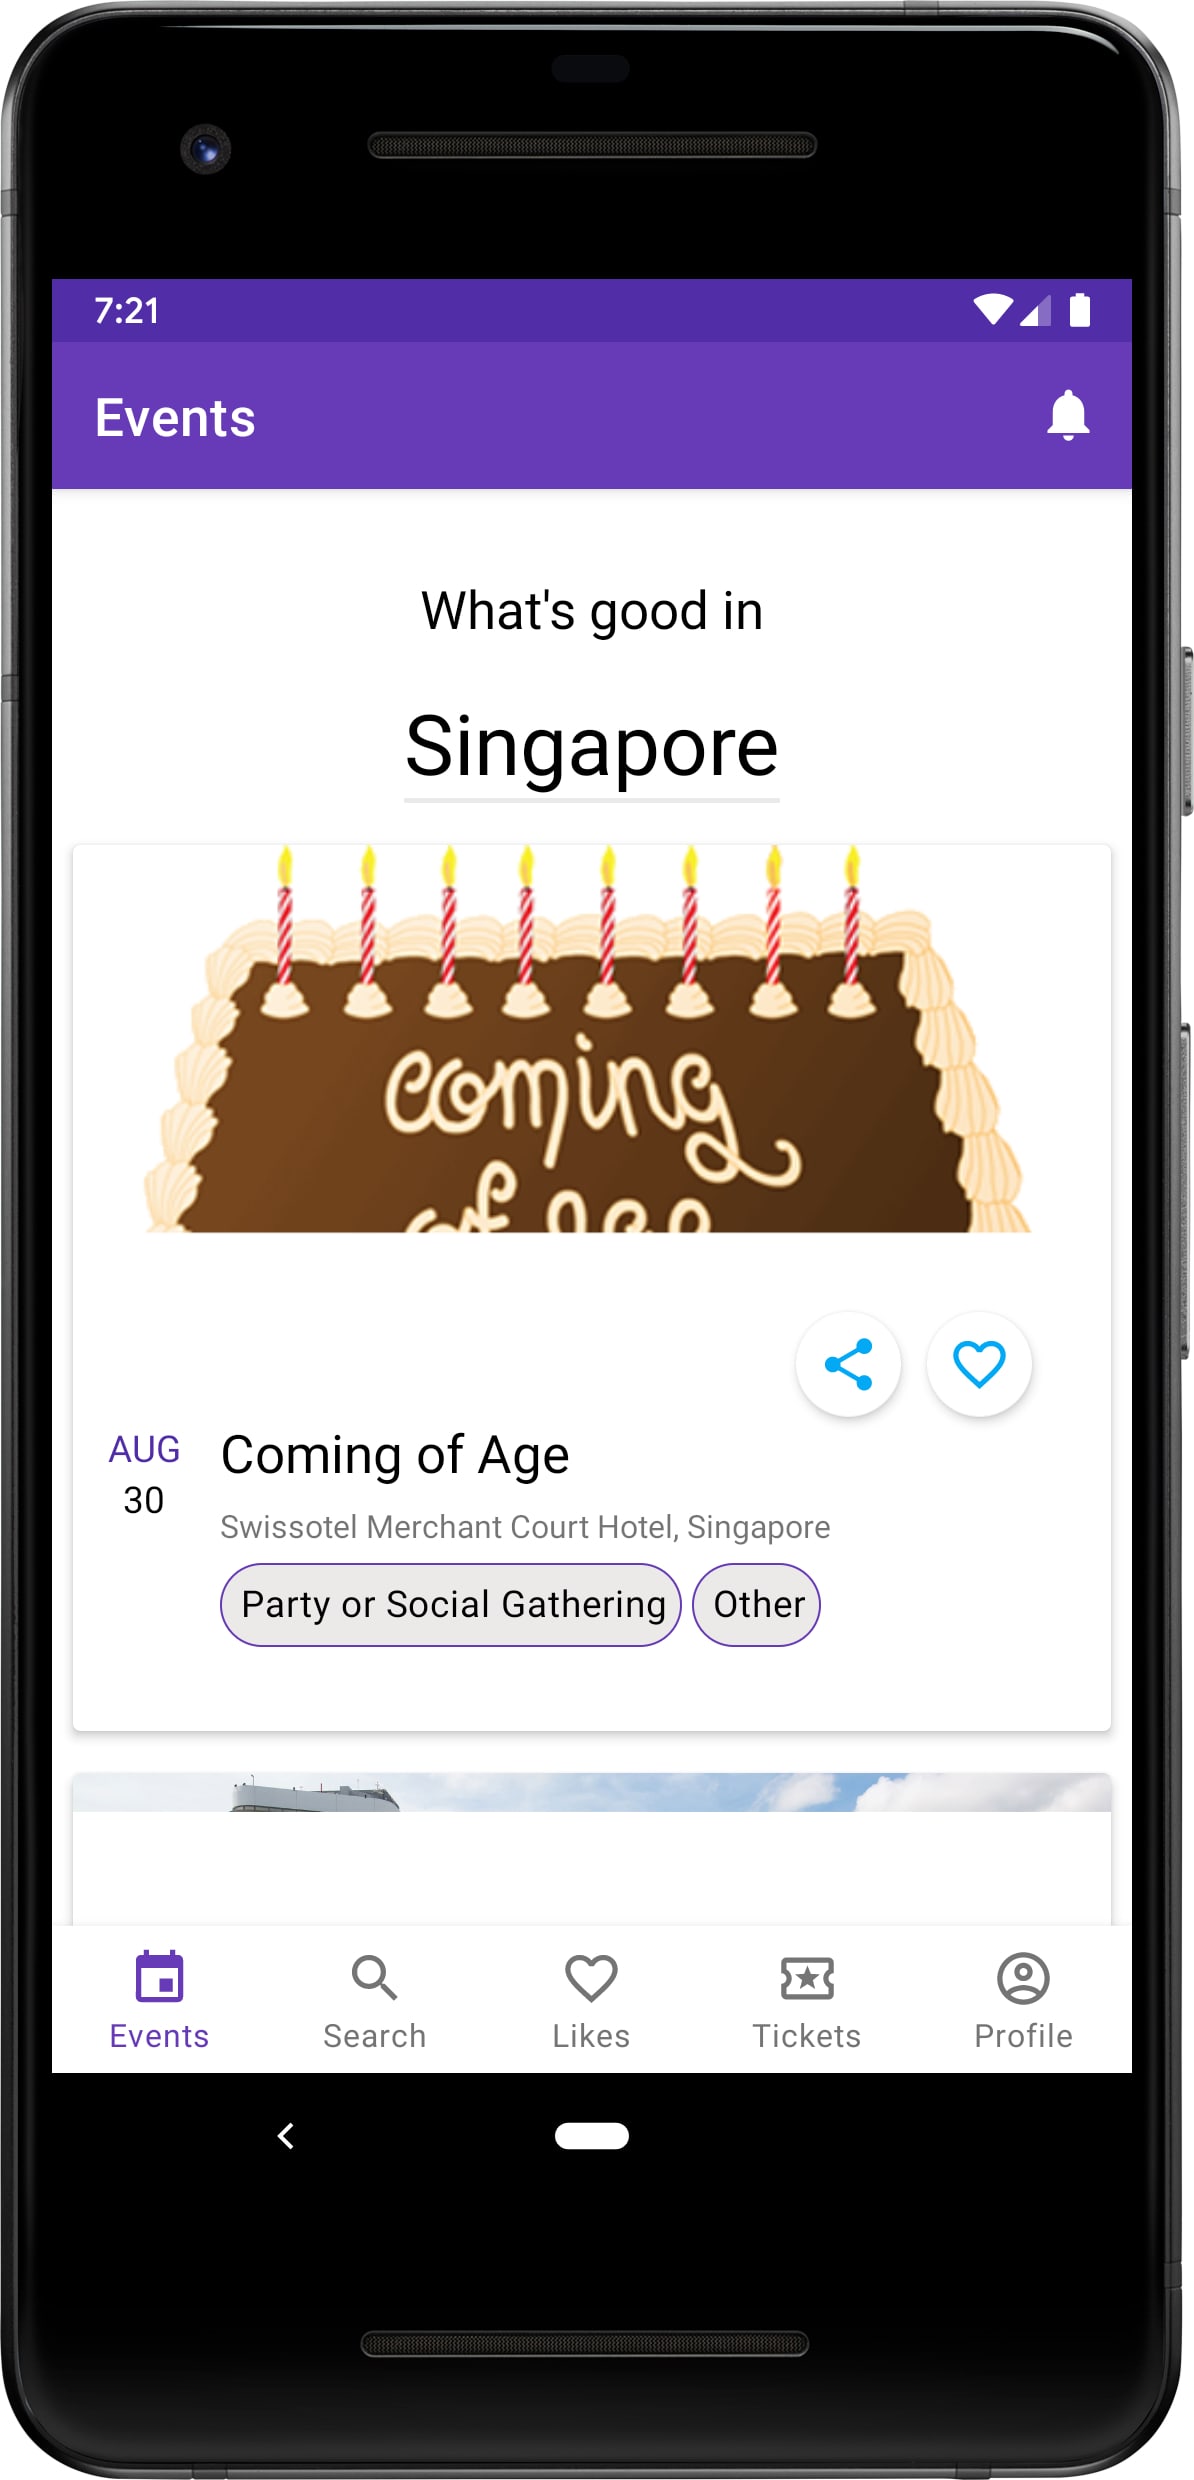 7:21
Events
What's good in
Singapore
coming
of age
AUG
30
Coming of Age
Swissotel Merchant Court Hotel, Singapore
Party or Social Gathering
Other
Events
Search
Likes
Tickets
Profile